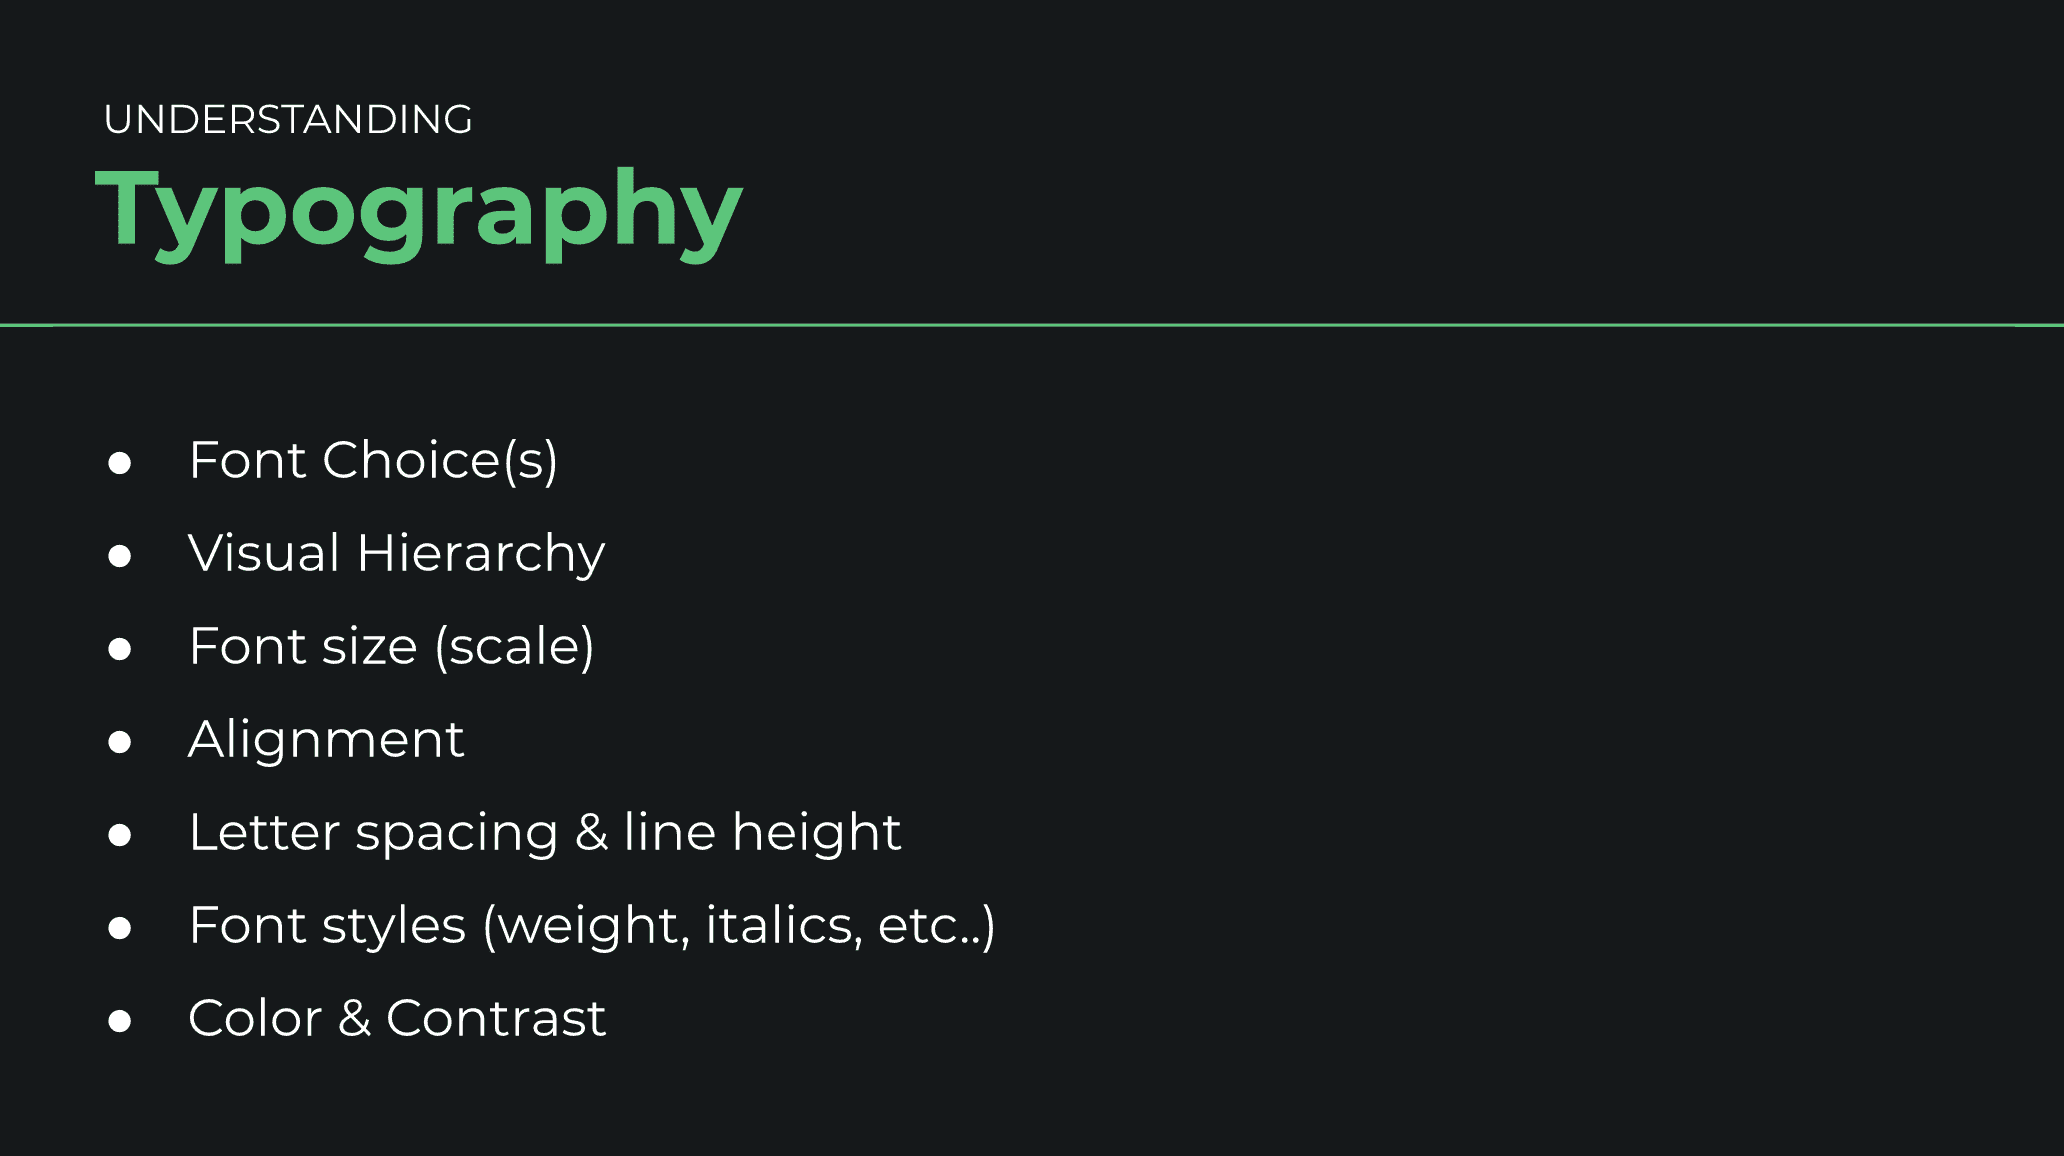 UNDERSTANDING
Typography
● Font Choice(s)
● Visual Hierarchy
● Font size (scale)
● Alignment
● Letter spacing & line height
● Font styles (weight, italics, etc..)
● Color & Contrast